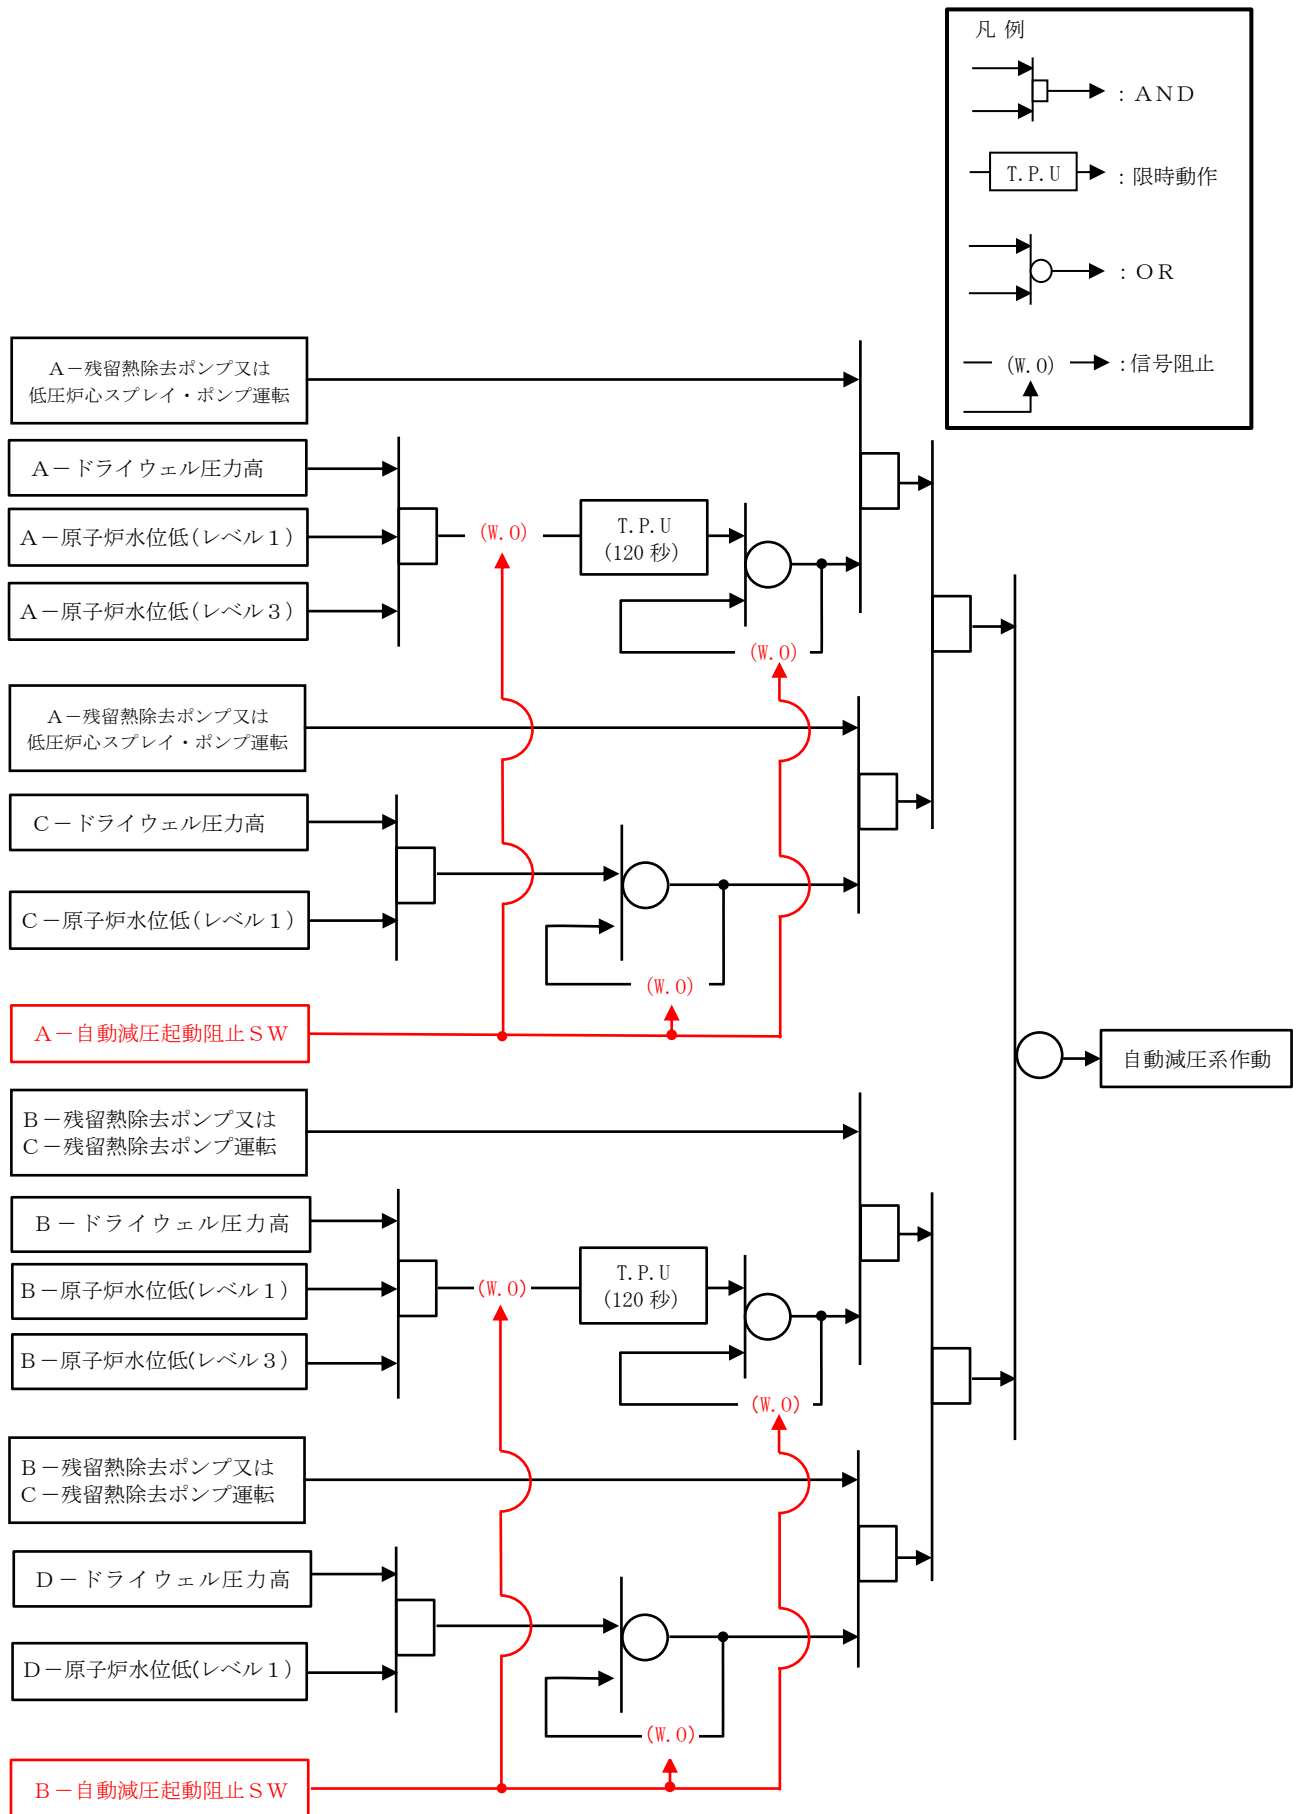 凡 例
：ＡＮＤ
T.P.U
：限時動作
：ＯＲ
(W.O)
：信号阻止
Ａ－残留熱除去ポンプ又は
低圧炉心スプレイ・ポンプ運転
Ａ－ドライウェル圧力高
Ａ－原子炉水位低(レベル１)
Ａ－原子炉水位低(レベル３)
(W.O)
T.P.U
(120 秒)
(W.O)
Ａ－残留熱除去ポンプ又は
低圧炉心スプレイ・ポンプ運転
Ｃ－ドライウェル圧力高
Ｃ－原子炉水位低(レベル１)
(W.O)
Ａ－自動減圧起動阻止ＳＷ
自動減圧系作動
Ｂ－残留熱除去ポンプ又は
Ｃ－残留熱除去ポンプ運転
Ｂ－ドライウェル圧力高
Ｂ－原子炉水位低(レベル１)
Ｂ－原子炉水位低(レベル３)
(W.O)
T.P.U
(120 秒)
(W.O)
Ｂ－残留熱除去ポンプ又は
Ｃ－残留熱除去ポンプ運転
Ｄ－ドライウェル圧力高
Ｄ－原子炉水位低(レベル１)
(W.O)
Ｂ－自動減圧起動阻止ＳＷ